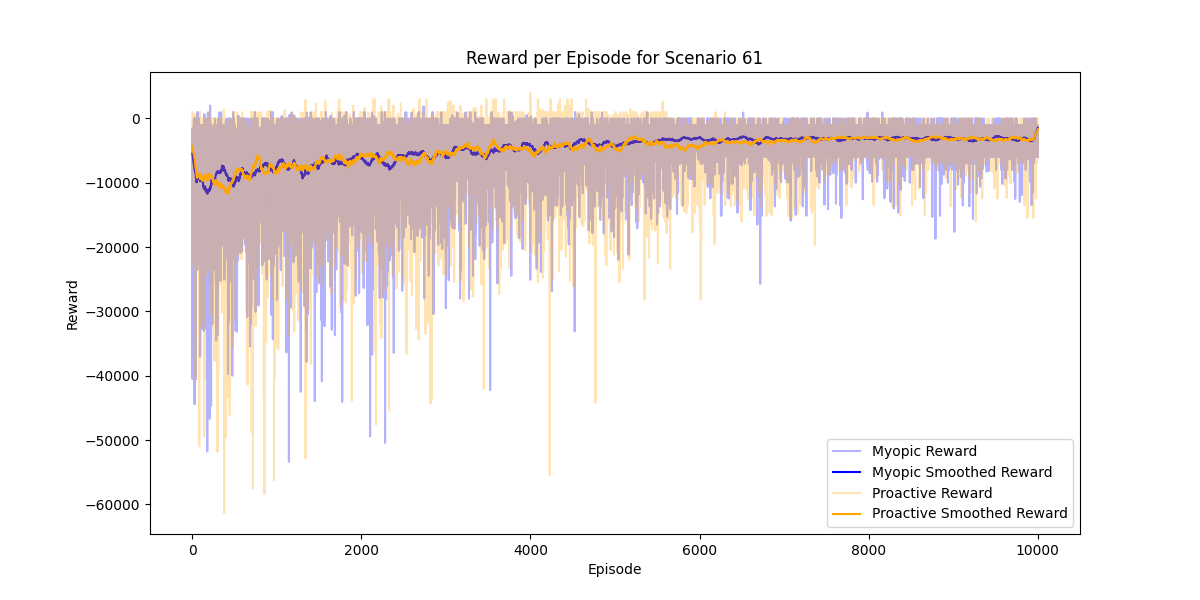 Reward per Episode for Scenario 61
Reward
0
−10000
−20000
−30000
−40000
−50000
−60000
0 2000 4000 6000 8000 10000
Episode
Myopic Reward
Myopic Smoothed Reward
Proactive Reward
Proactive Smoothed Reward